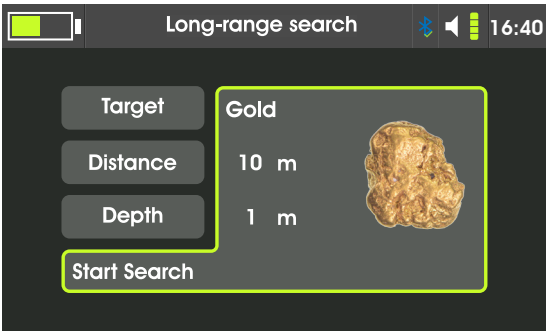 Long-range search 16:40
Target Gold
Distance 10 m
Depth 1 m
Start Search